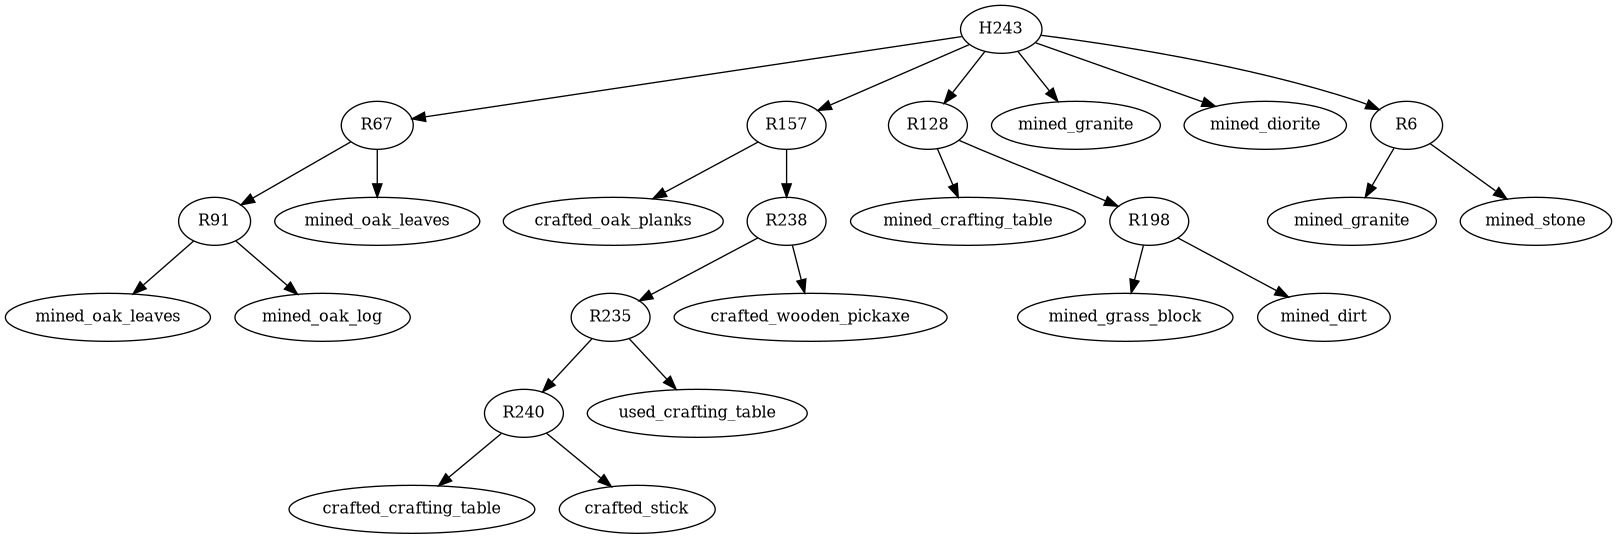 H243
R67
R157
R128
mined_granite
mined_diorite
R6
R91
mined_oak_leaves
crafted_oak_planks
R238
mined_crafting_table
R198
mined_granite
mined_stone
mined_oak_leaves
mined_oak_log
R235
crafted_wooden_pickaxe
mined_grass_block
mined_dirt
R240
used_crafting_table
crafted_crafting_table
crafted_stick